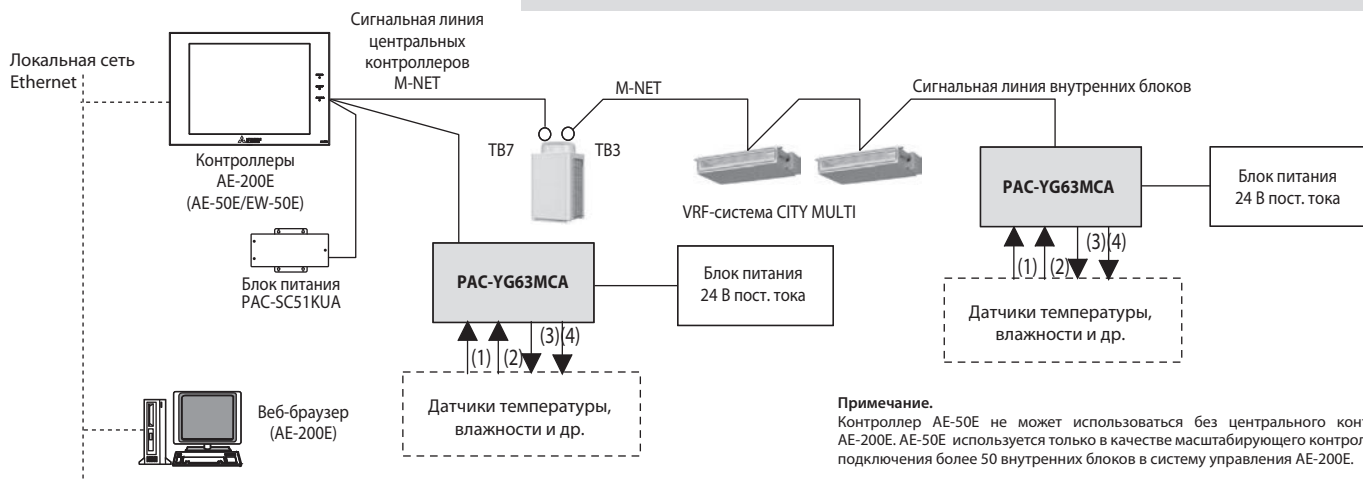 Локальная сеть
Ethernet
Сигнальная линия
центральных
контроллеров
M-NET
Контроллеры
AE-200E
(AE-50E/EW-50E)
Блок питания
PAC-SC51KUA
Веб-браузер
(AE-200E)
TB7
TB3
M-NET
VRF-система CITY MULTI
Сигнальная линия внутренних блоков
PAC-YG63MCA
Блок питания
24 В пост. тока
(1) (2) (3)(4)
Датчики температуры,
влажности и др.
PAC-YG63MCA
Блок питания
24 В пост. тока
(1) (2) (3)(4)
Датчики температуры,
влажности и др.
Примечание.
Контроллер AE-50E не может использоваться без центрального
AE-200E. AE-50E используется только в качестве масштабирующего
подключения более 50 внутренних блоков в систему управления AE-200E.